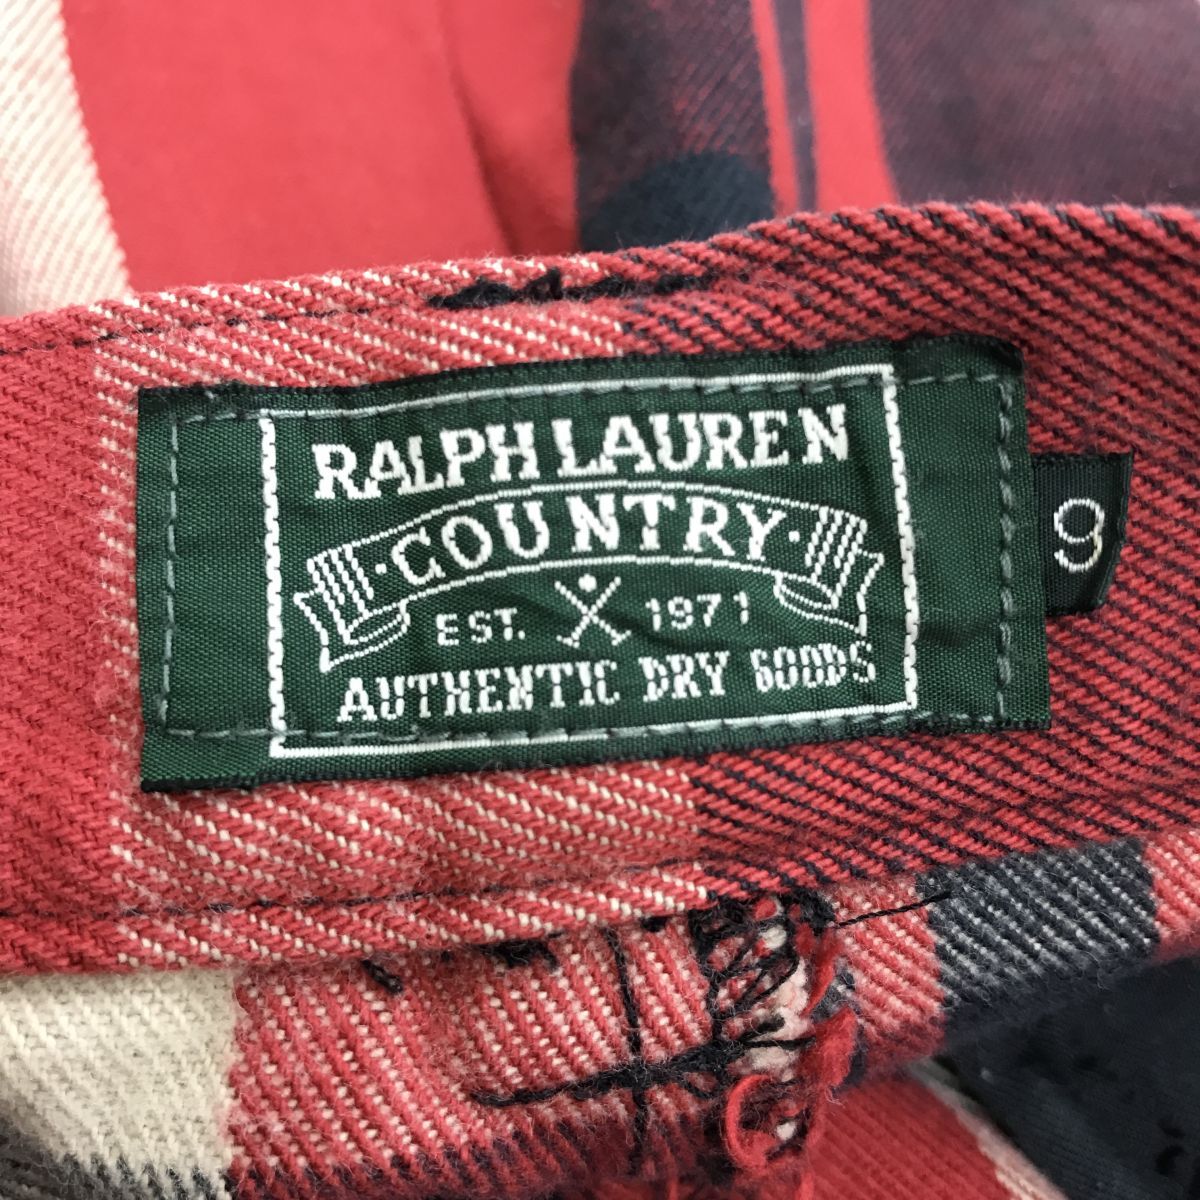 RALPH LAUREN
·COUNTRY·
EST. 1971
AUTHENTIC DRY GOODS
9